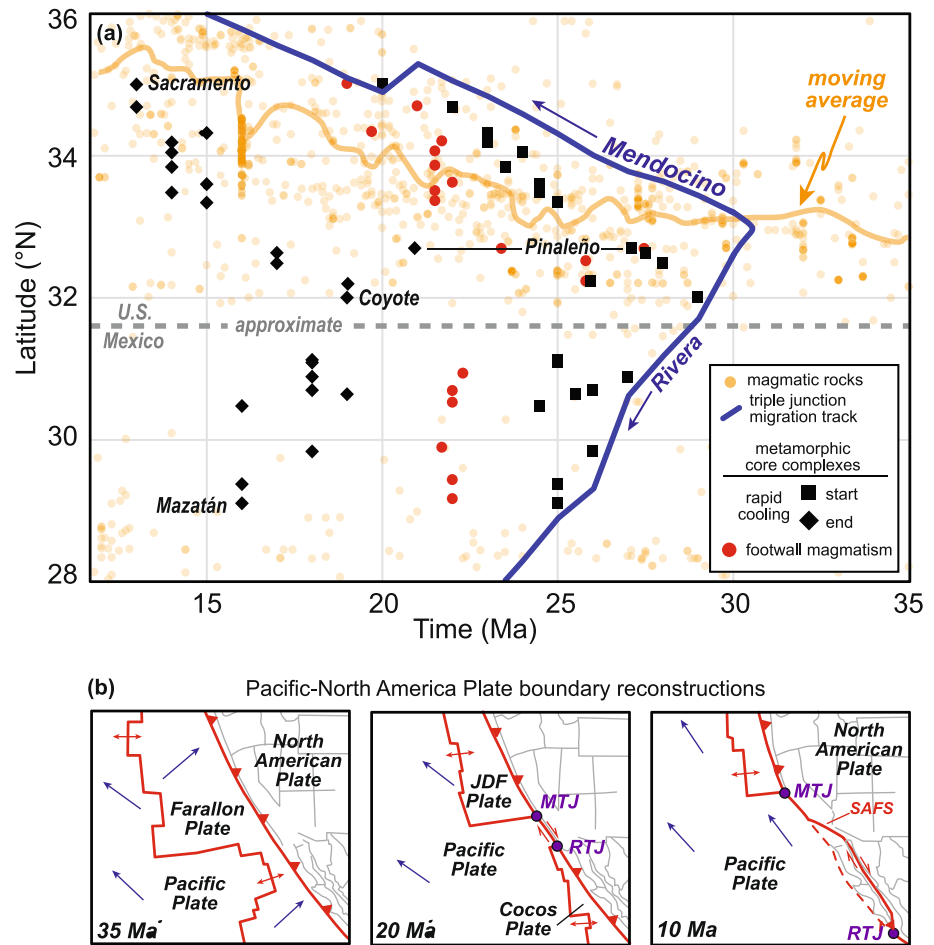 (a)
36
34
32
30
28
Latitude (°N)
15
20
25
30
35
Time (Ma)
Sacramento
moving
average
Mendocino
Pinaleño
Coyote
U.S.
Mexico
approximate
Rivera
Mazatán
magmatic rocks
triple junction
migration track
metamorphic
core complexes
rapid
cooling
start
end
footwall magmatism
(b)
Pacific-North America Plate boundary reconstructions
North
American
Plate
Farallon
Plate
Pacific
Plate
35 Ma
JDF
Plate
MTJ
RTJ
Pacific
Plate
Cocos
Plate
20 Ma
North
American
Plate
MTJ
SAFS
Pacific
Plate
RTJ
10 Ma